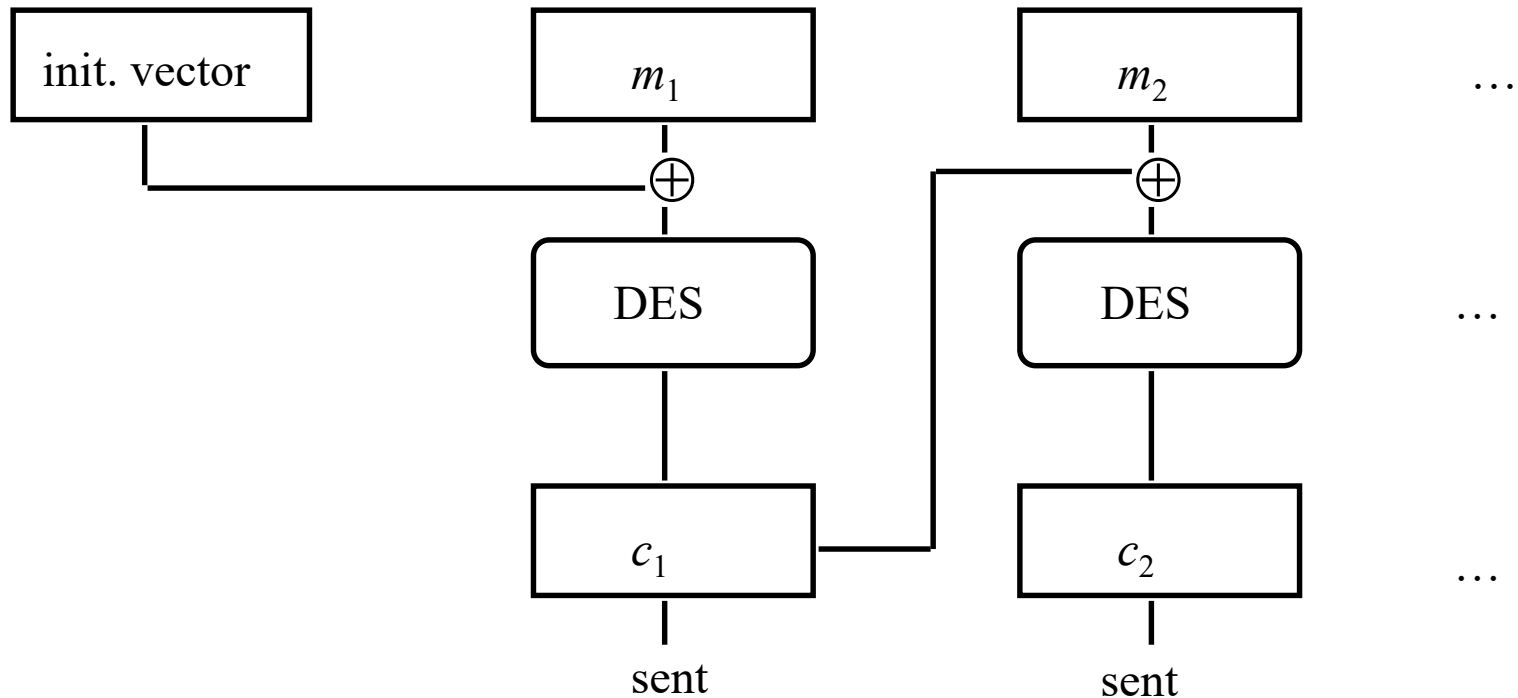 init. vector m₁ m₂ …
⊕ ⊕
DES DES …
c₁ c₂ …
sent sent